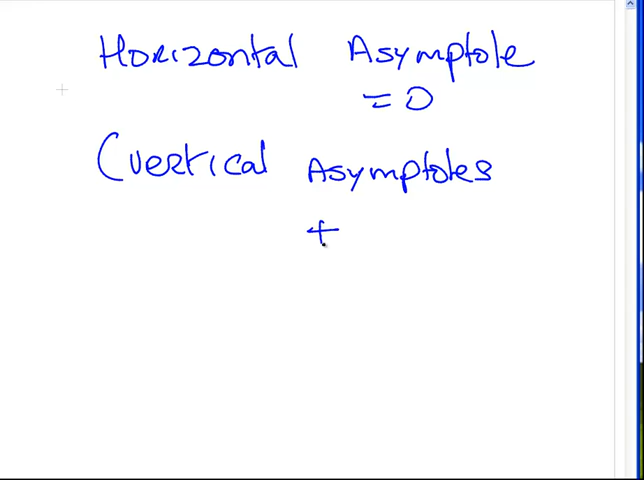 Horizontal Asymptote
= 0
(vertical Asymptotes
+